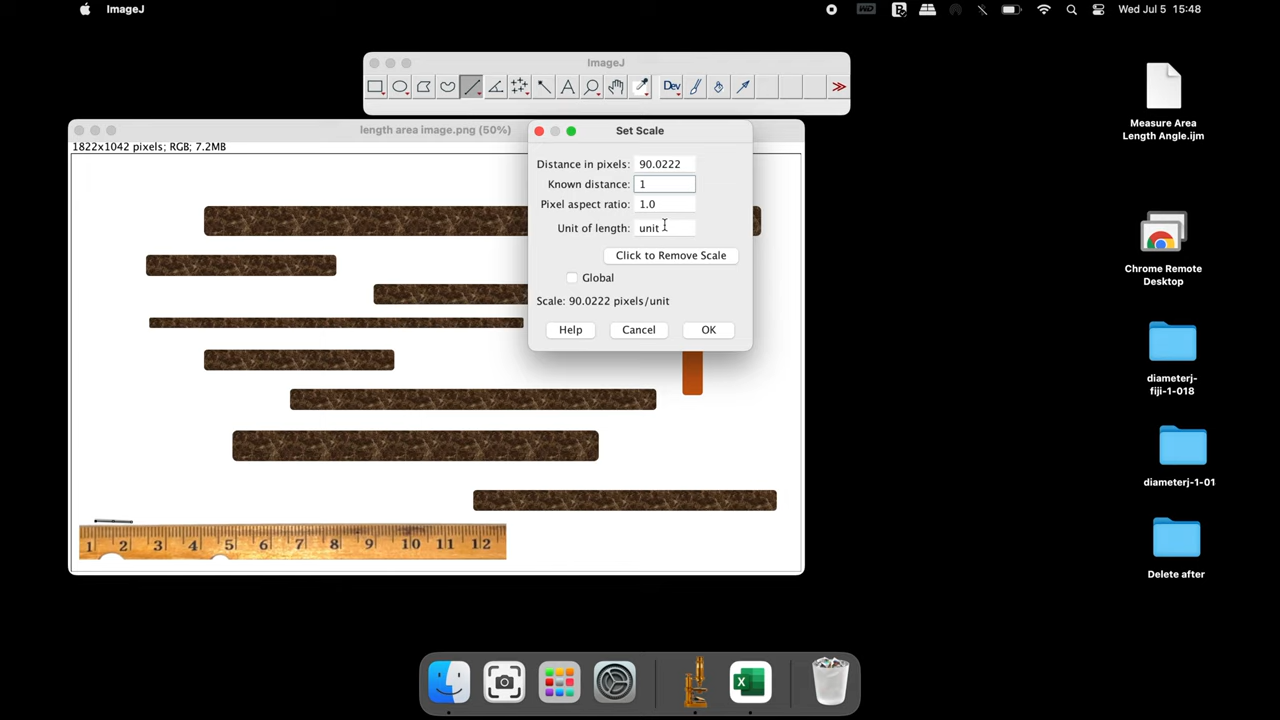 ImageJ
WD
Wed Jul 5 15:48
ImageJ
Dev
length area image.png (50%)
1822x1042 pixels; RGB; 7.2MB
Set Scale
Distance in pixels: 90.0222
Known distance: 1
Pixel aspect ratio: 1.0
Unit of length: unit
Click to Remove Scale
Global
Scale: 90.0222 pixels/unit
Help Cancel OK
1 2 3 4 5 6 7 8 9 10 11 12
Measure Area
Length Angle.ijm
Chrome Remote
Desktop
diameterj-
fiji-1-018
diameterj-1-01
Delete after